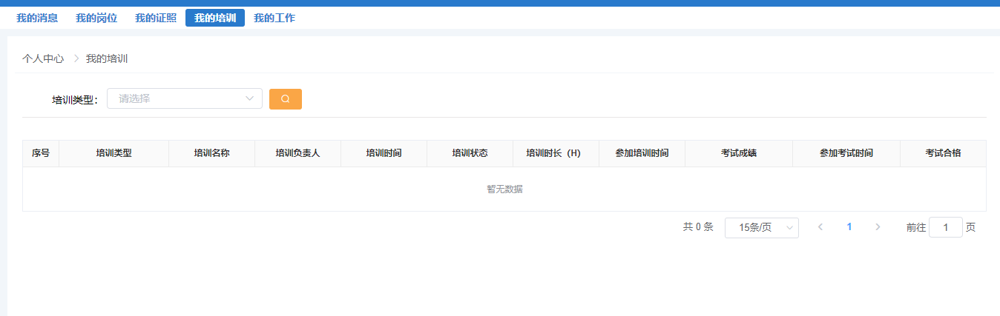 我的消息 我的岗位 我的证照 我的培训 我的工作
个人中心 > 我的培训
培训类型： 请选择
序号 培训类型 培训名称 培训负责人 培训时间 培训状态 培训时长（H） 参加培训时间 考试成绩 参加考试时间 考试合格
暂无数据
共 0 条 15条/页 1 前往 1 页